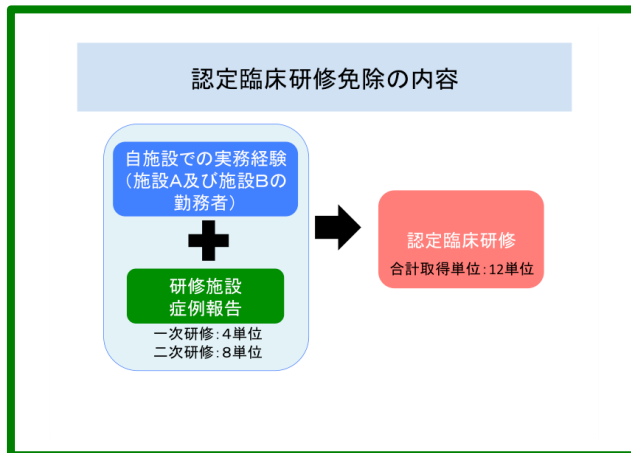 認定臨床研修免除の内容
自施設での実務経験
（施設A及び施設Bの
勤務者）
研修施設
症例報告
一次研修：4単位
二次研修：8単位
認定臨床研修
合計取得単位：12単位